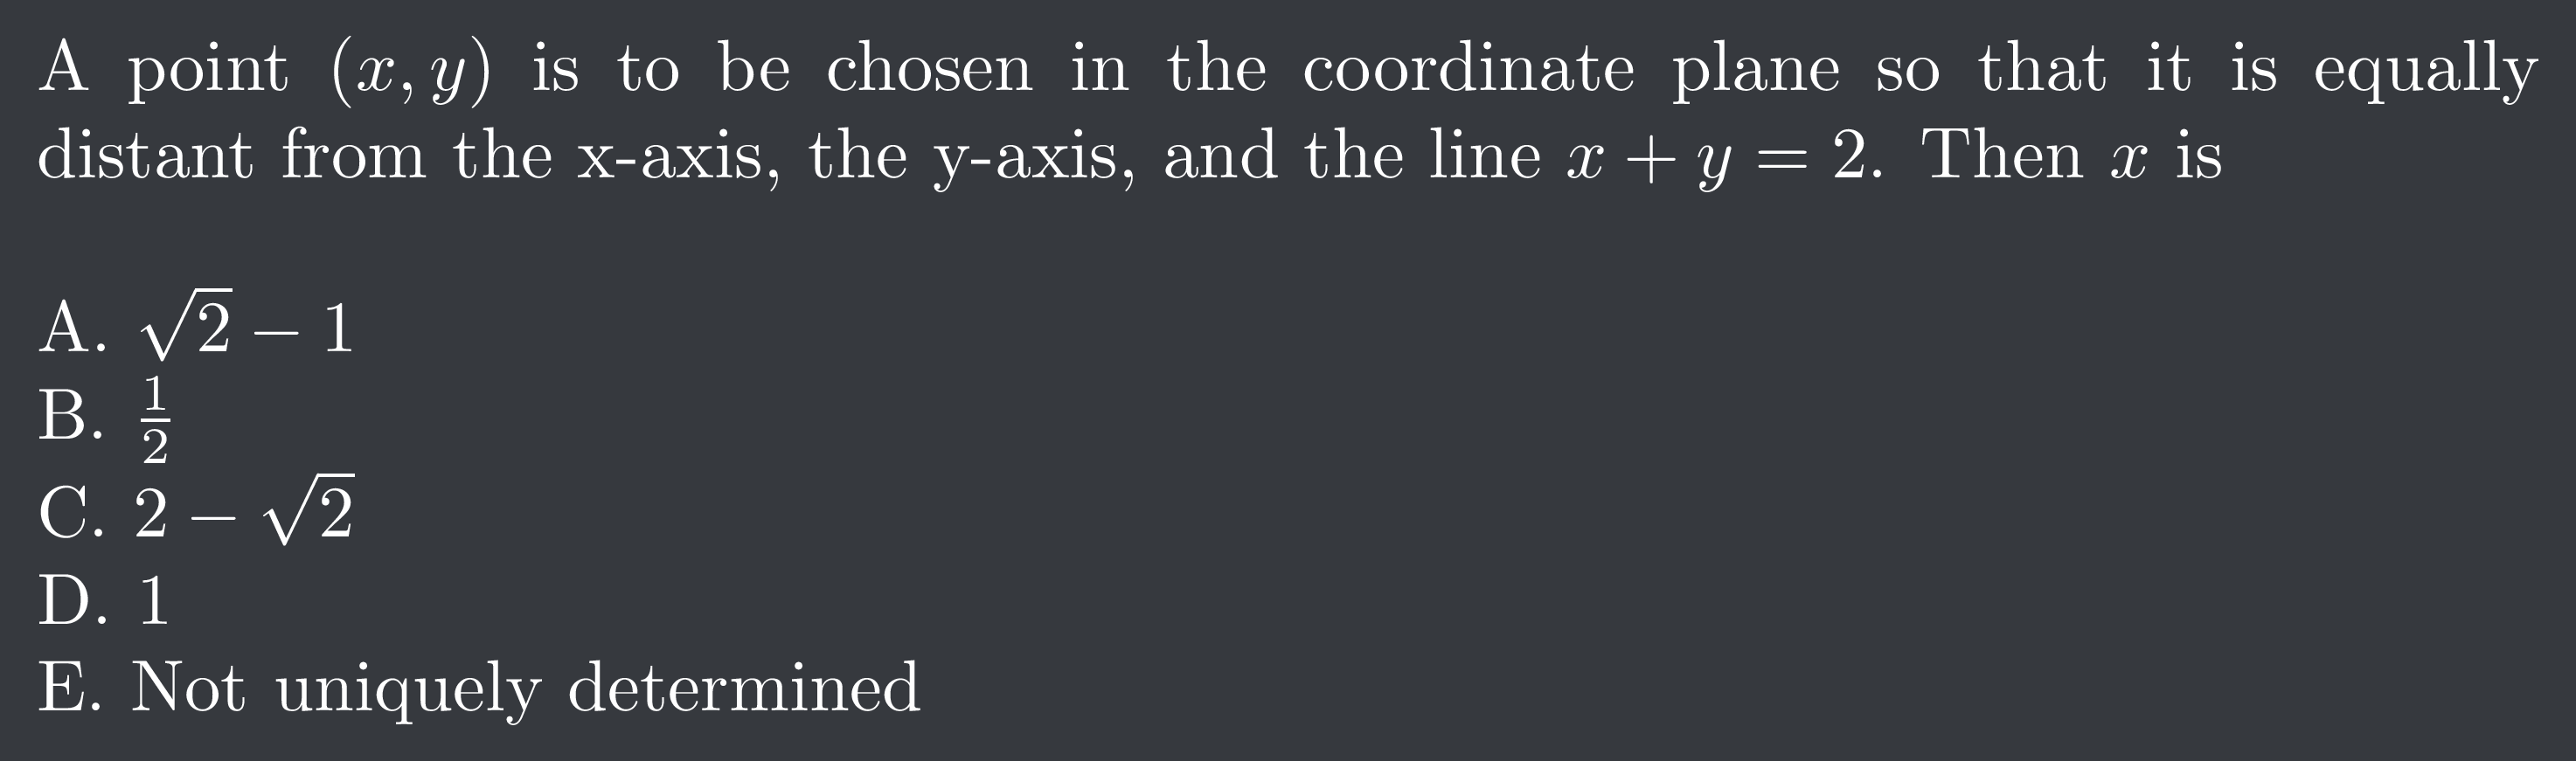 A point $(x, y)$ is to be chosen in the coordinate plane so that it is equally
distant from the x-axis, the y-axis, and the line $x + y = 2$. Then $x$ is
A. $\sqrt{2} - 1$
B. $\frac{1}{2}$
C. $2 - \sqrt{2}$
D. 1
E. Not uniquely determined